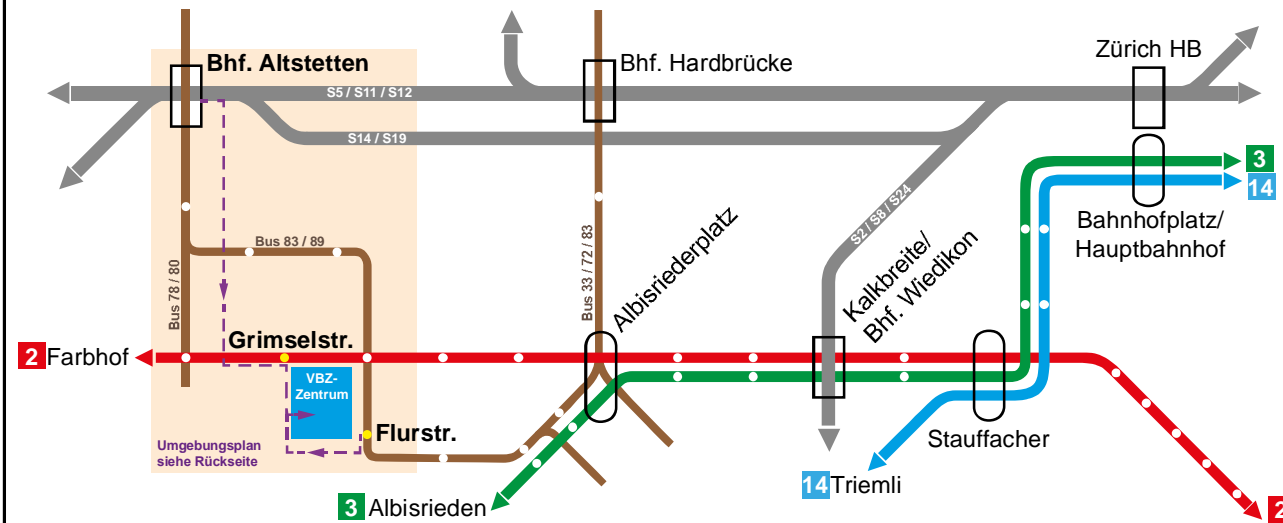 Bhf. Altstetten
Bhf. Hardbrücke
Zürich HB
S5 / S11 / S12
S14 / S19
S2 / S8 / S24
3
14
Bahnhofplatz/
Hauptbahnhof
Bus 83 / 89
Bus 78 / 80
Bus 33 / 72 / 83
Albisriederplatz
Kalkbreite/
Bhf. Wiedikon
Grimselstr.
2 Farbhof
VBZ-
Zentrum
Flurstr.
Umgebungsplan
siehe Rückseite
Stauffacher
14 Triemli
3 Albisrieden
2